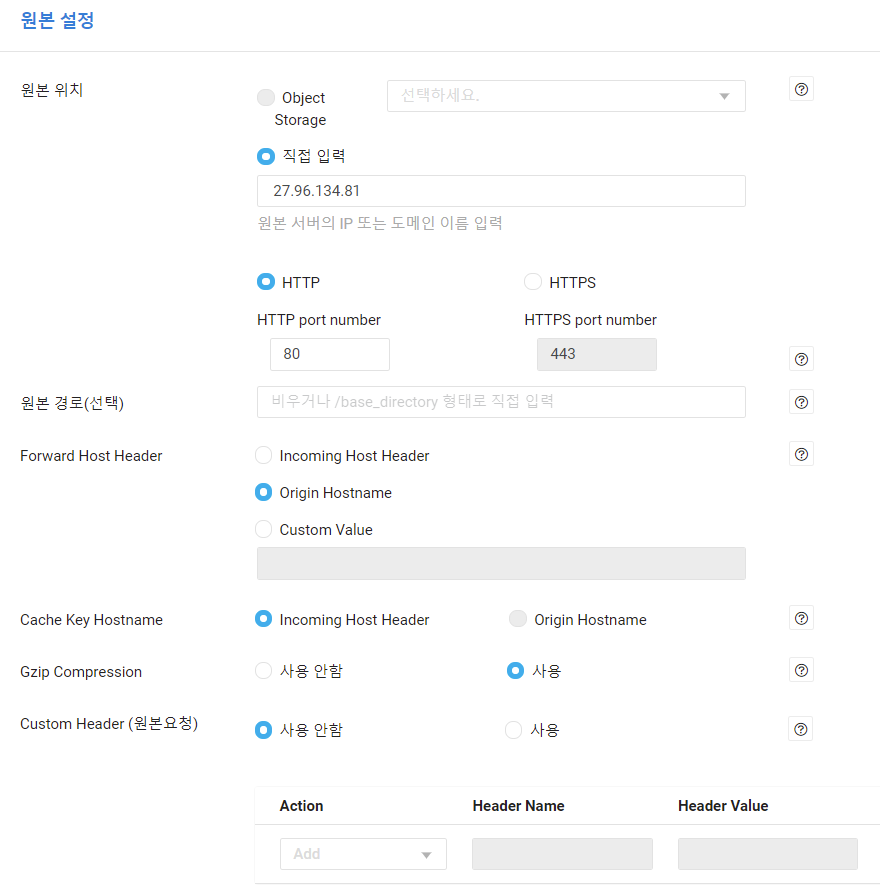 원본 설정
원본 위치
Object
Storage
선택하세요.
직접 입력
27.96.134.81
원본 서버의 IP 또는 도메인 이름 입력
HTTP
HTTPS
HTTP port number
HTTPS port number
80
443
원본 경로(선택)
비우거나 /base_directory 형태로 직접 입력
Forward Host Header
Incoming Host Header
Origin Hostname
Custom Value
Cache Key Hostname
Incoming Host Header
Origin Hostname
Gzip Compression
사용 안함
사용
Custom Header (원본요청)
사용 안함
사용
Action
Header Name
Header Value
Add